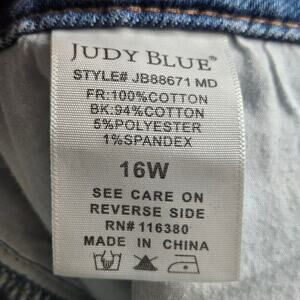 JUDY BLUE®
STYLE# JB88671 MD
FR:100%COTTON
BK:94%COTTON
5%POLYESTER
1%SPANDEX
16W
SEE CARE ON
REVERSE SIDE
RN# 116380
MADE IN CHINA